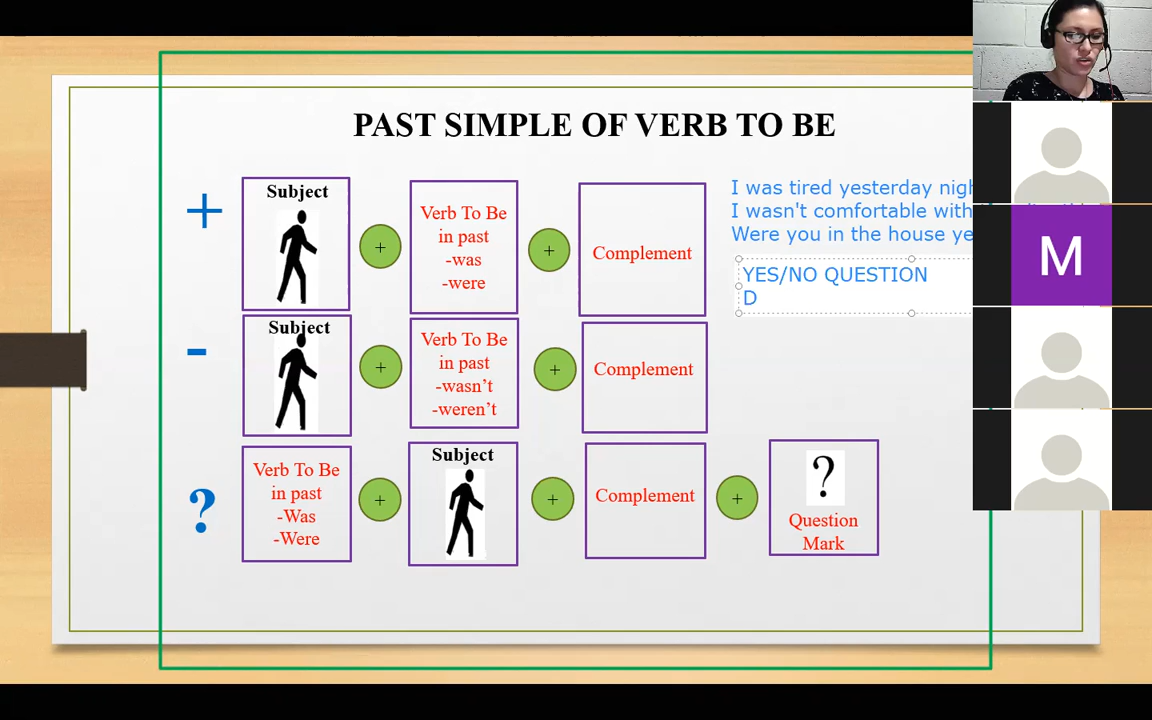 PAST SIMPLE OF VERB TO BE
+
Subject
+
Verb To Be
in past
-was
-were
+
Complement
I was tired yesterday
I wasn't comfortable with
Were you in the house
YES/NO QUESTION
D
-
Subject
+
Verb To Be
in past
-wasn’t
-weren’t
+
Complement
?
Verb To Be
in past
-Was
-Were
+
Subject
+
Complement
+
?
Question
Mark
M